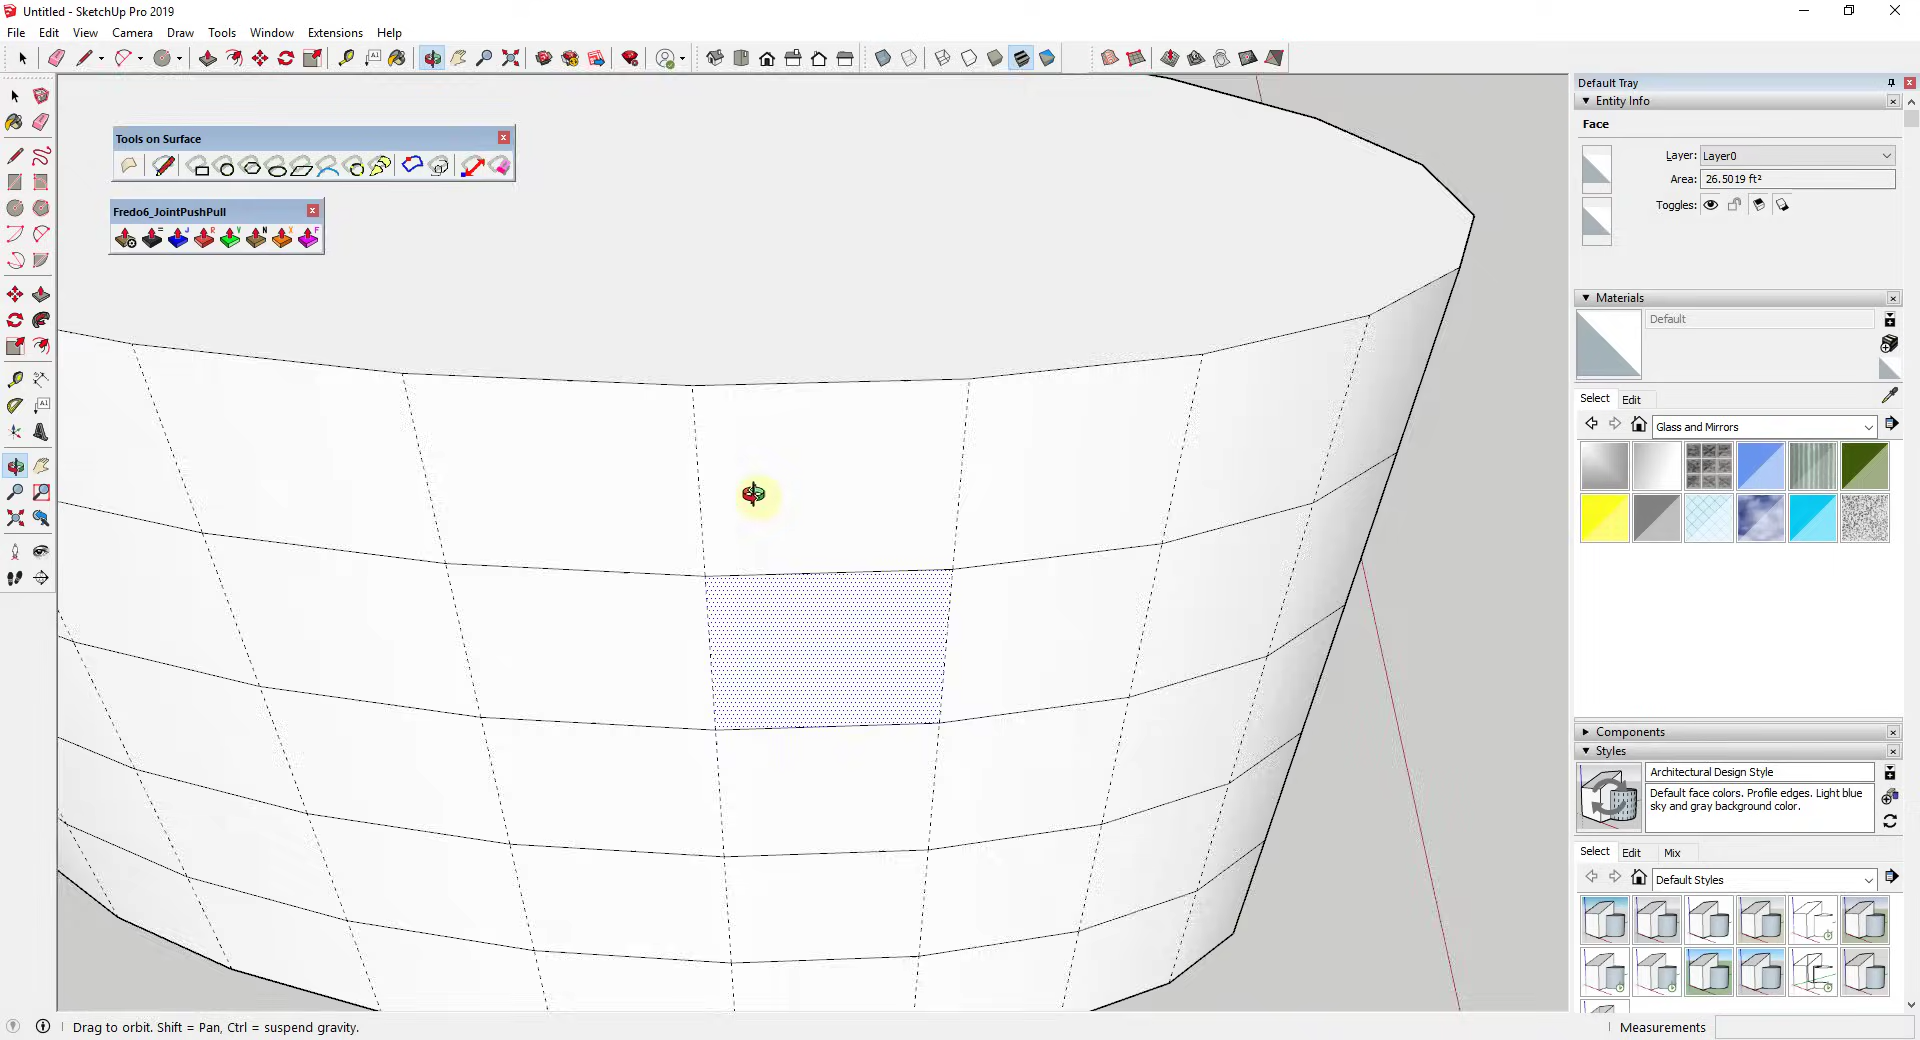 Untitled - SketchUp Pro 2019
File Edit View Camera Draw Tools Window Extensions Help
Default Tray
Entity Info
Face
Layer: Layer0
Area: 26.5019 ft²
Toggles:
Tools on Surface
Fredo6_JointPushPull
Materials
Default
Select Edit
Glass and Mirrors
Components
Styles
Architectural Design Style
Default face colors. Profile edges. Light blue
sky and gray background color.
Select Edit Mix
Default Styles
Drag to orbit. Shift = Pan, Ctrl = suspend gravity.
Measurements